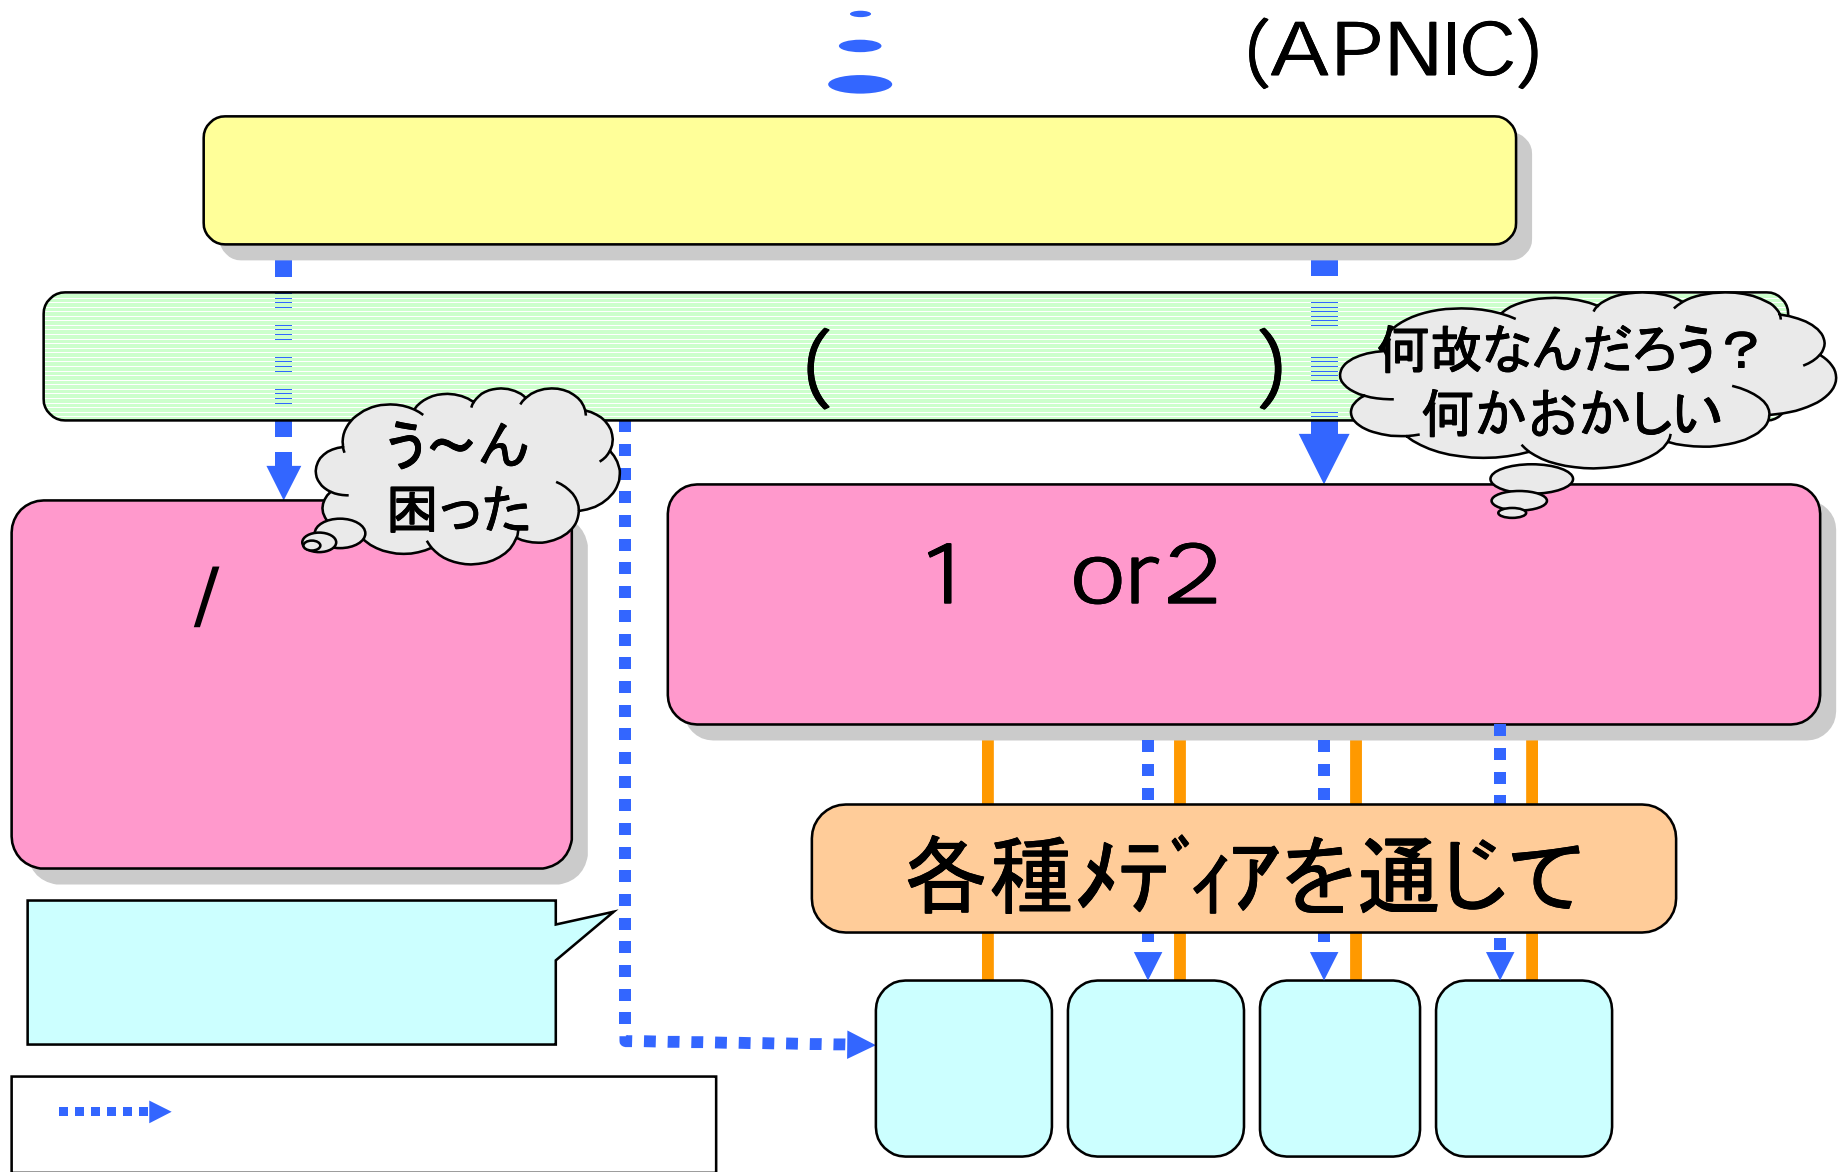 (APNIC)
( )
何故なんだろう？
何かおかしい
う～ん
困った
/
1 or2
各種メディアを通じて